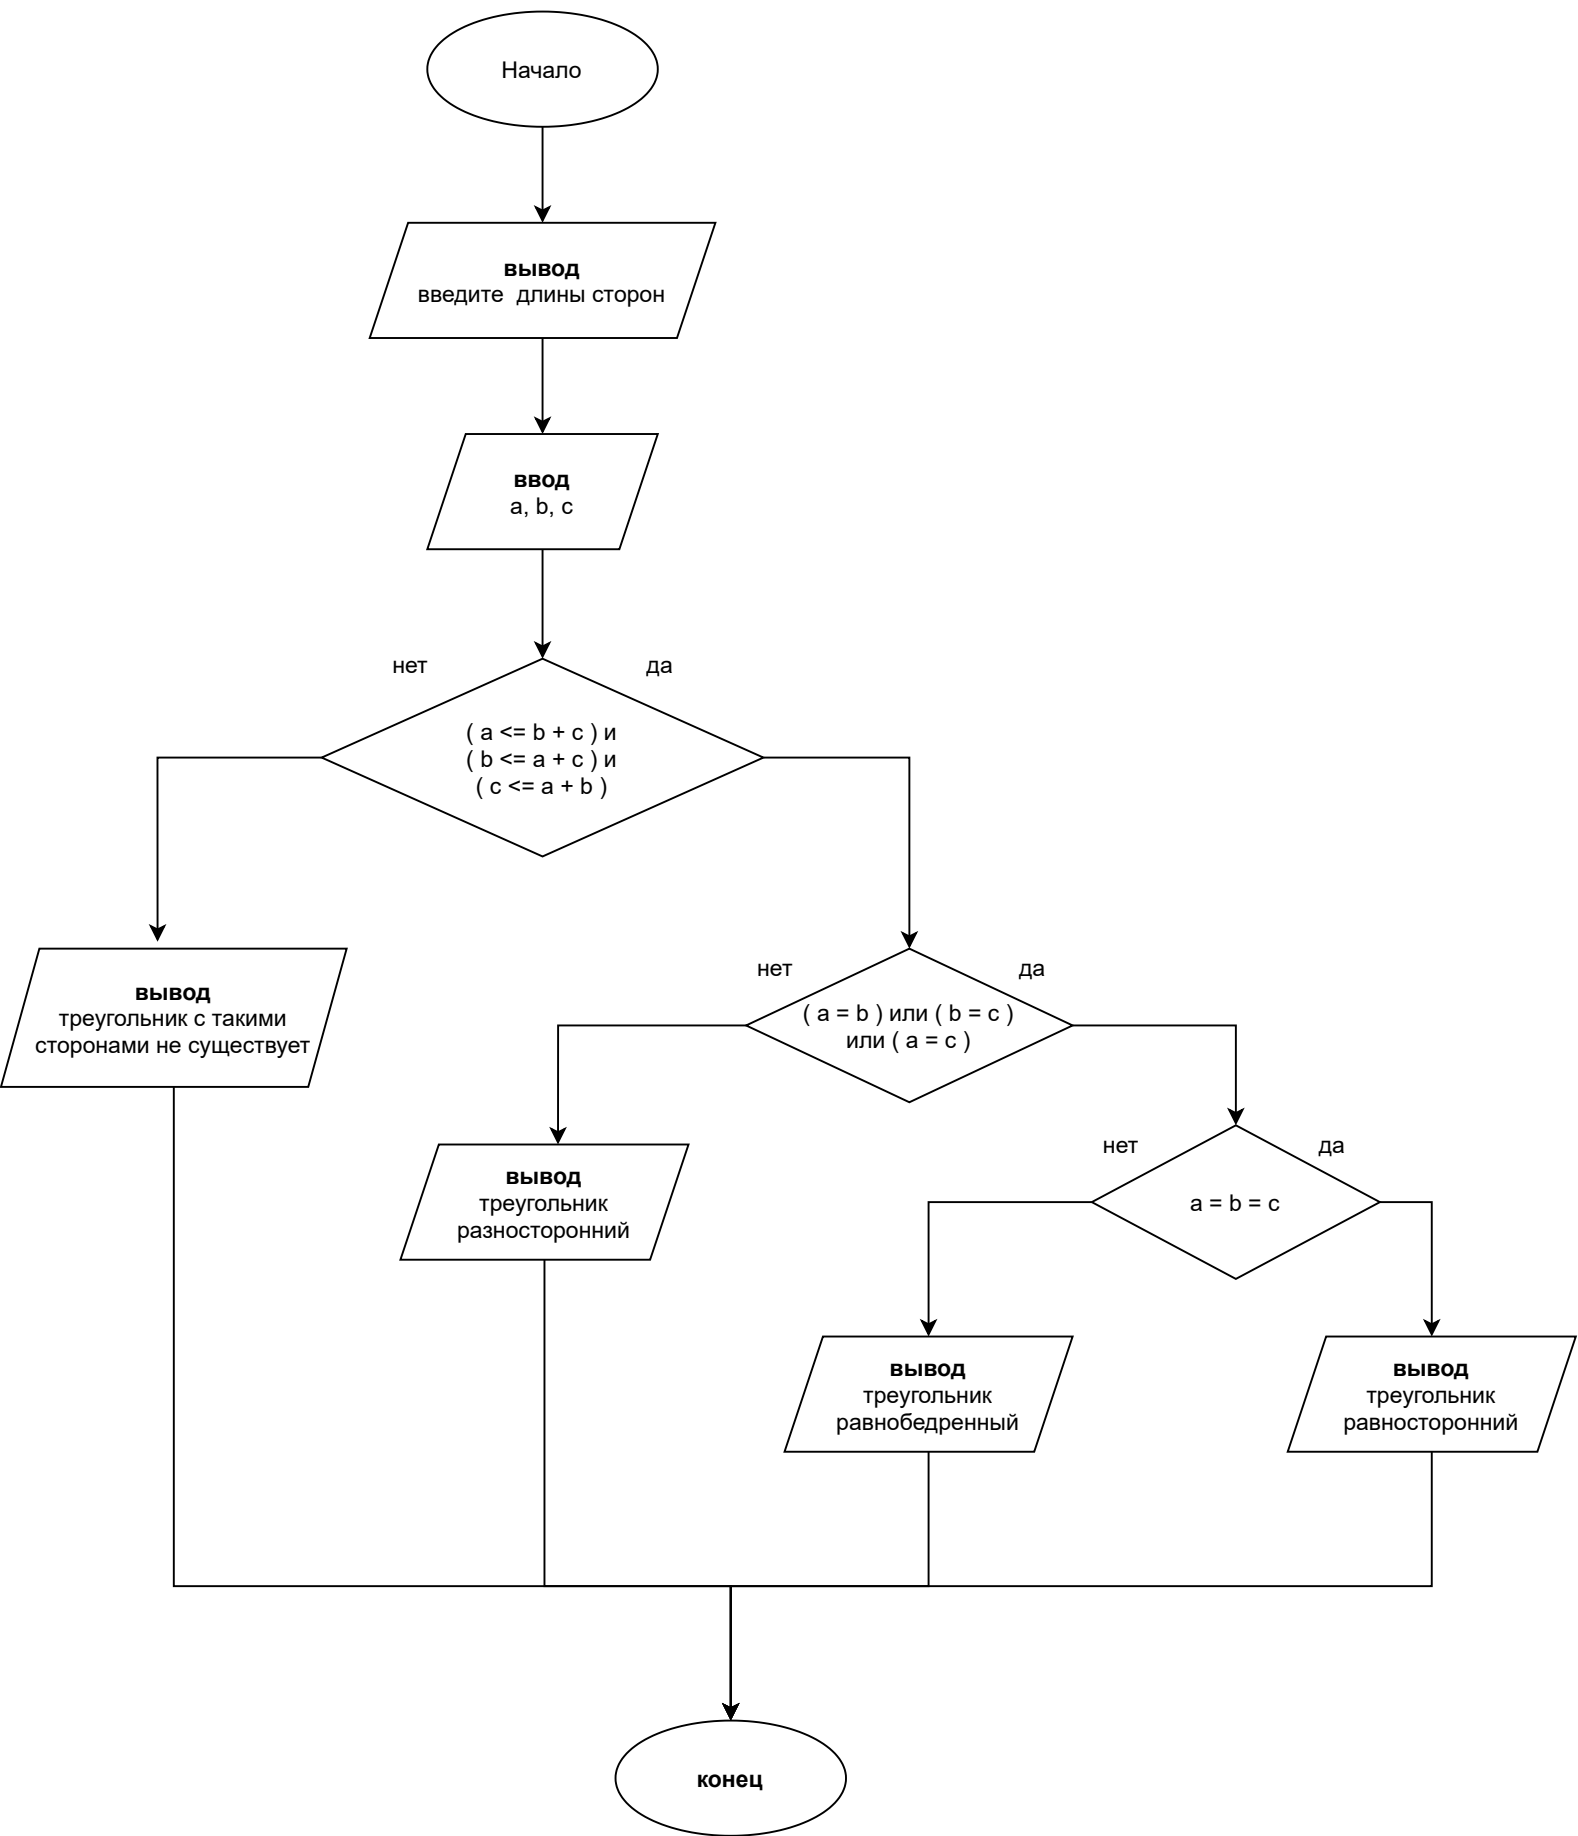 Начало
вывод
введите  длины сторон
ввод
a, b, c
нет
да
( a <= b + c ) и
( b <= a + c ) и
( c <= a + b )
вывод
треугольник с такими
сторонами не существует
нет
да
( a = b ) или ( b = c )
или ( a = c )
вывод
треугольник
разносторонний
нет
да
a = b = c
вывод
треугольник
равнобедренный
вывод
треугольник
равносторонний
конец